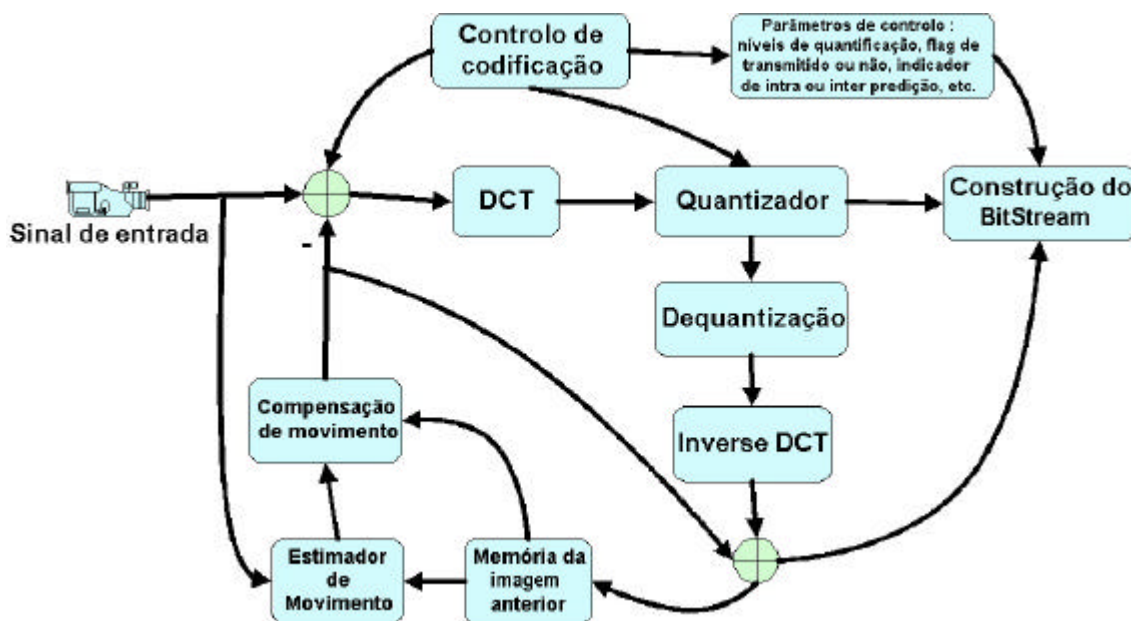 Controlo de
codificação
Parâmetros de controlo :
níveis de quantificação, flag de
transmitido ou não, indicador
de intra ou inter predição, etc.
Sinal de entrada
DCT
Quantizador
Construção do
BitStream
-
Dequantização
Compensação
de movimento
Inverse DCT
Estimador
de
Movimento
Memória da
imagem
anterior